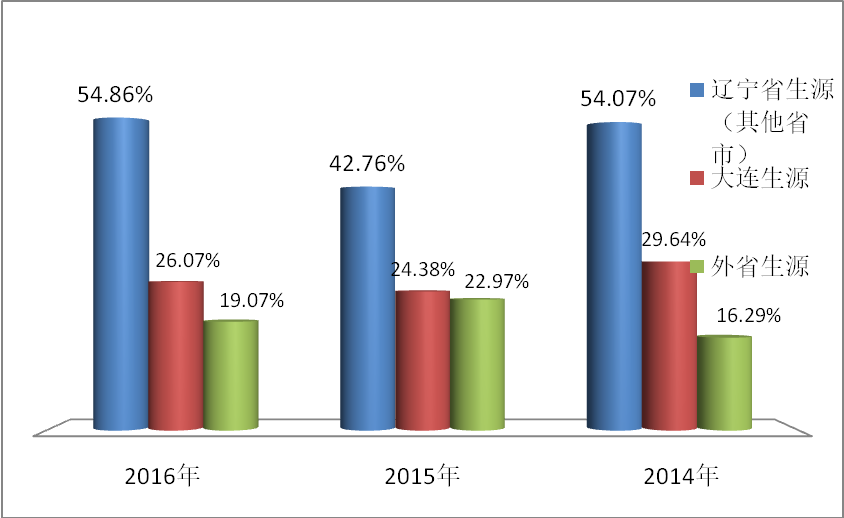 54.86%
26.07%
19.07%
42.76%
24.38%
22.97%
54.07%
29.64%
16.29%
辽宁省生源
（其他省
市）
大连生源
外省生源
2016年
2015年
2014年